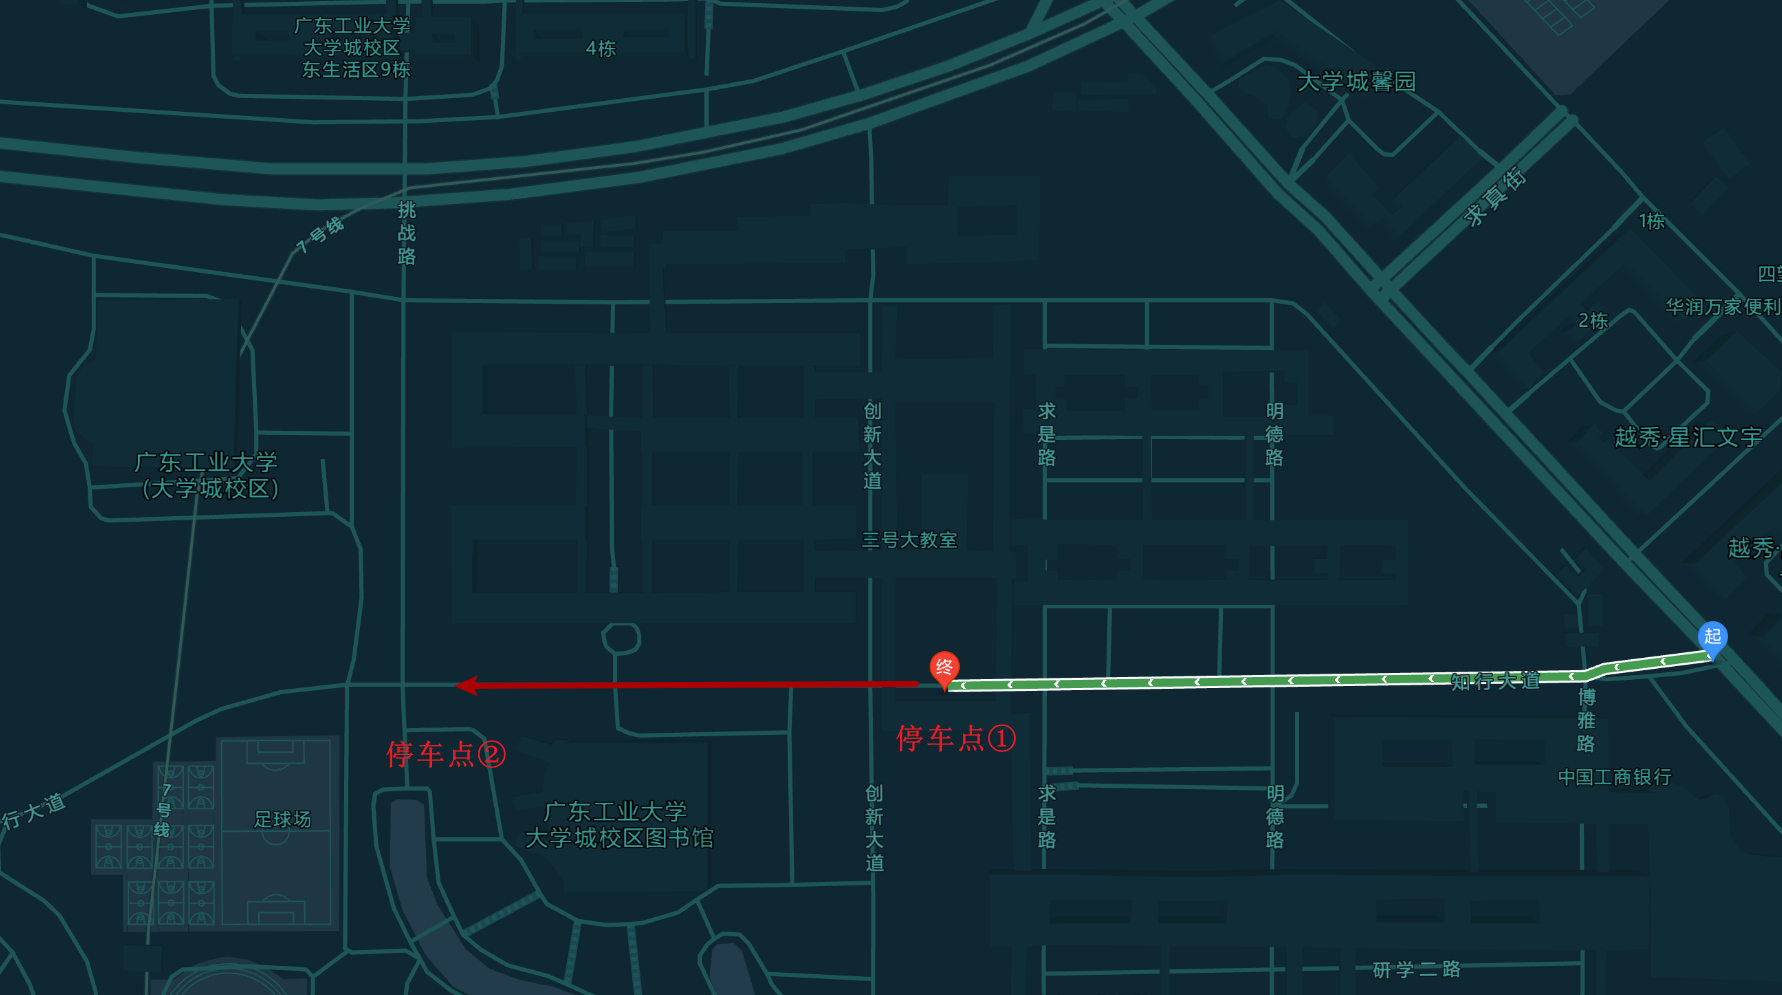 广东工业大学
大学城校区
东生活区9栋
4栋
大学城馨园
求真街
挑战路
7号线
1栋
2栋
华润万家便利
创新大道
求是路
明德路
越秀·星汇文宇
广东工业大学
(大学城校区)
三号大教室
越秀
起
终
知行大道
博雅路
停车点①
停车点②
中国工商银行
7号线
行大道
足球场
广东工业大学
大学城校区图书馆
创新大道
求是路
明德路
研学二路